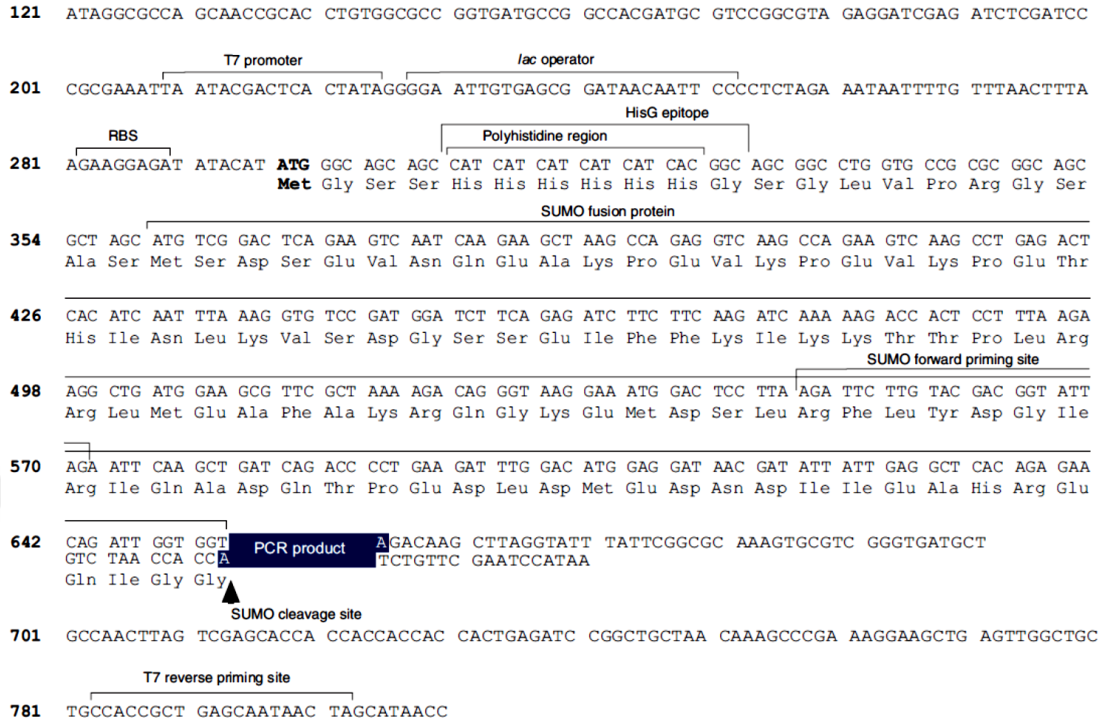 121 ATAGGCGCCA GCAACCGCAC CTGTGGCGCC GGTGATGCCG GCCACGATGC GTCCGGCGTA GAGGATCGAG ATCTCGATCC
T7 promoter lac operator
201 CGCGAAATTA ATACGACTCA CTATAGGGGA ATTGTGAGCG GATAACAATT CCCCTCTAGA AATAATTTTG TTTAACTTTA
HisG epitope
RBS Polyhistidine region
281 AGAAGGAGAT ATACAT ATG GGC AGC AGC CAT CAT CAT CAT CAT CAC GGC AGC GGC CTG GTG CCG CGC GGC AGC
Met Gly Ser Ser His His His His His His Gly Ser Gly Leu Val Pro Arg Gly Ser
SUMO fusion protein
354 GCT AGC ATG TCG GAC TCA GAA GTC AAT CAA GAA GCT AAG CCA GAG GTC AAG CCA GAA GTC AAG CCT GAG ACT
Ala Ser Met Ser Asp Ser Glu Val Asn Gln Glu Ala Lys Pro Glu Val Lys Pro Glu Val Lys Pro Glu Thr
426 CAC ATC AAT TTA AAG GTG TCC GAT GGA TCT TCA GAG ATC TTC TTC AAG ATC AAA AAG ACC ACT CCT TTA AGA
His Ile Asn Leu Lys Val Ser Asp Gly Ser Ser Glu Ile Phe Phe Lys Ile Lys Lys Thr Thr Pro Leu Arg
SUMO forward priming site
498 AGG CTG ATG GAA GCG TTC GCT AAA AGA CAG GGT AAG GAA ATG GAC TCC TTA AGA TTC TTG TAC GAC GGT ATT
Arg Leu Met Glu Ala Phe Ala Lys Arg Gln Gly Lys Glu Met Asp Ser Leu Arg Phe Leu Tyr Asp Gly Ile
570 AGA ATT CAA GCT GAT CAG ACC CCT GAA GAT TTG GAC ATG GAG GAT AAC GAT ATT ATT GAG GCT CAC AGA GAA
Arg Ile Gln Ala Asp Gln Thr Pro Glu Asp Leu Asp Met Glu Asp Asn Asp Ile Ile Glu Ala His Arg Glu
642 CAG ATT GGT GGT PCR product AGACAAG CTTAGGTATT TATTCGGCGC AAAGTGCGTC GGGTGATGCT
GTC TAA CCA CCA TCTGTTC GAATCCATAA
Gln Ile Gly Gly
SUMO cleavage site
701 GCCAACTTAG TCGAGCACCA CCACCACCAC CACTGAGATC CGGCTGCTAA CAAAGCCCGA AAGGAAGCTG AGTTGGCTGC
T7 reverse priming site
781 TGCCACCGCT GAGCAATAAC TAGCATAACC